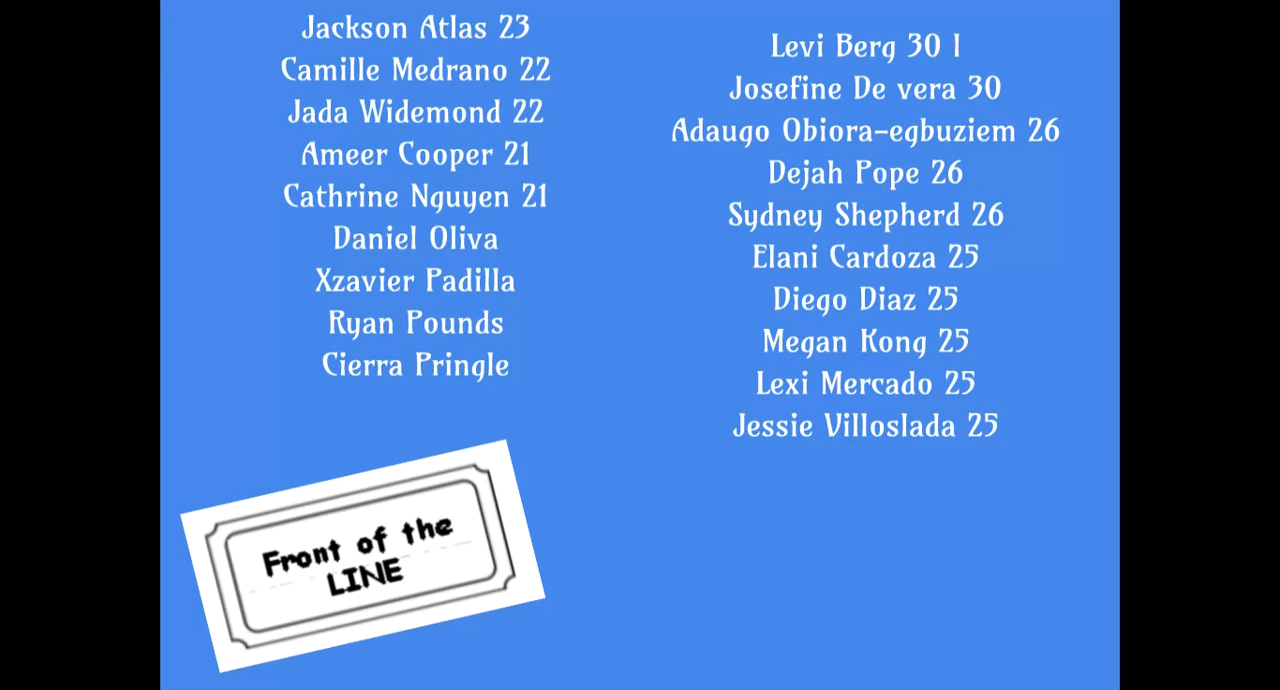 Jackson Atlas 23
Camille Medrano 22
Jada Widemond 22
Ameer Cooper 21
Cathrine Nguyen 21
Daniel Oliva
Xzavier Padilla
Ryan Pounds
Cierra Pringle
Levi Berg 30 l
Josefine De vera 30
Adaugo Obiora-egbuziem 26
Dejah Pope 26
Sydney Shepherd 26
Elani Cardoza 25
Diego Diaz 25
Megan Kong 25
Lexi Mercado 25
Jessie Villoslada 25
Front of the
LINE